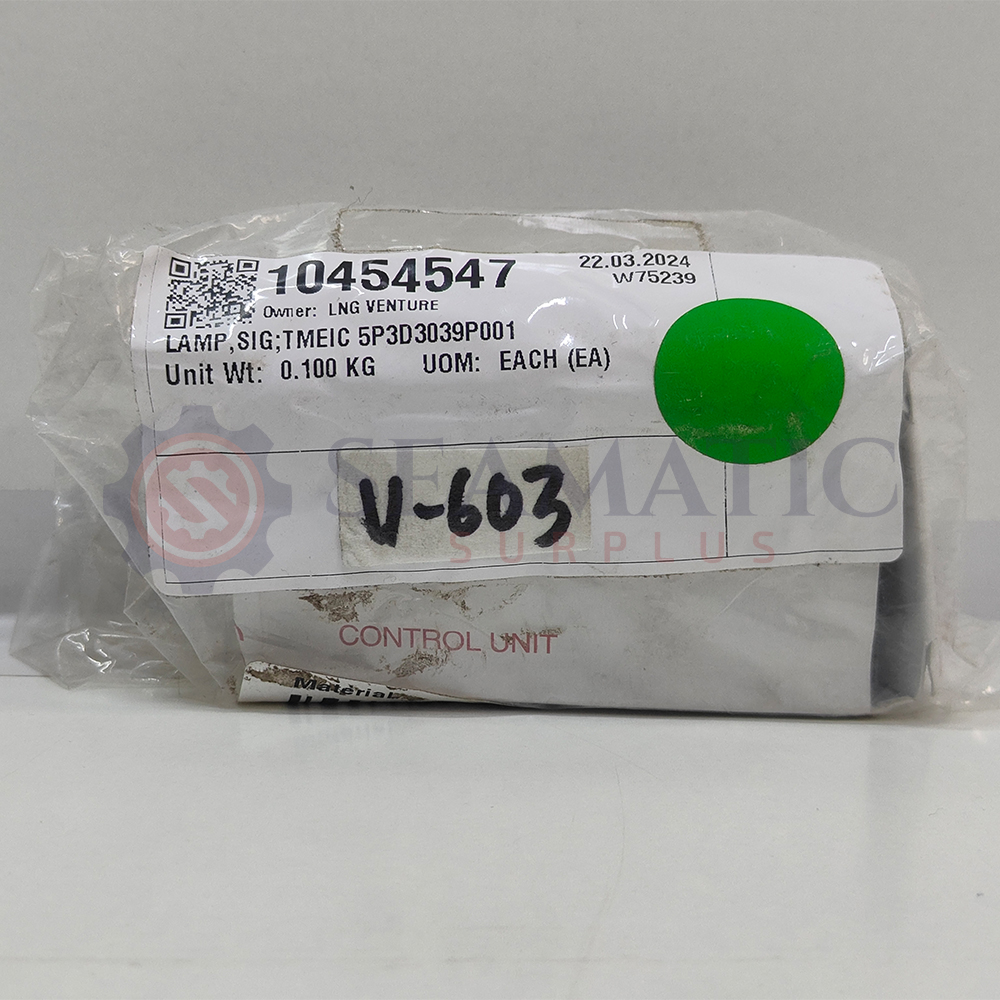 10454547
22.03.2024
W75239
Owner: LNG VENTURE
LAMP,SIG;TMEIC 5P3D3039P001
Unit Wt: 0.100 KG UOM: EACH (EA)
SEAMATIC
V-603
SURPLUS
CONTROL UNIT
Material